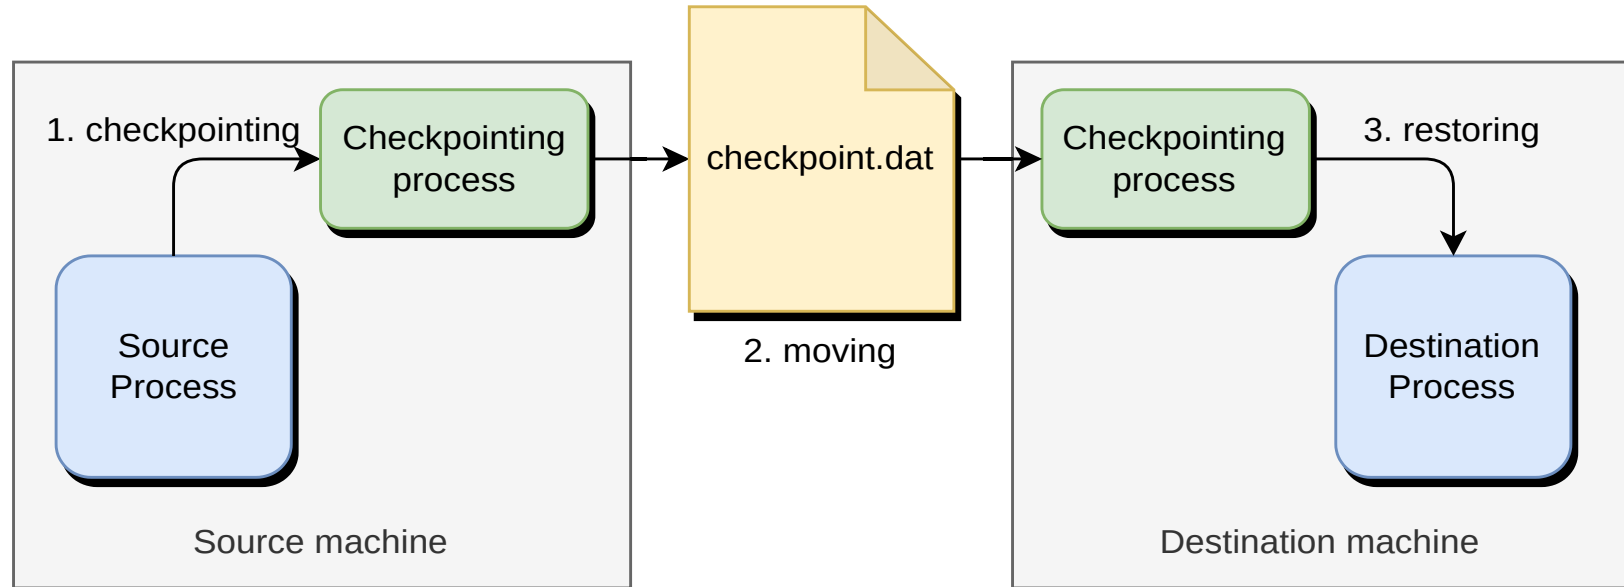 1. checkpointing
Checkpointing
process
Source
Process
Source machine
checkpoint.dat
2. moving
Checkpointing
process
3. restoring
Destination
Process
Destination machine